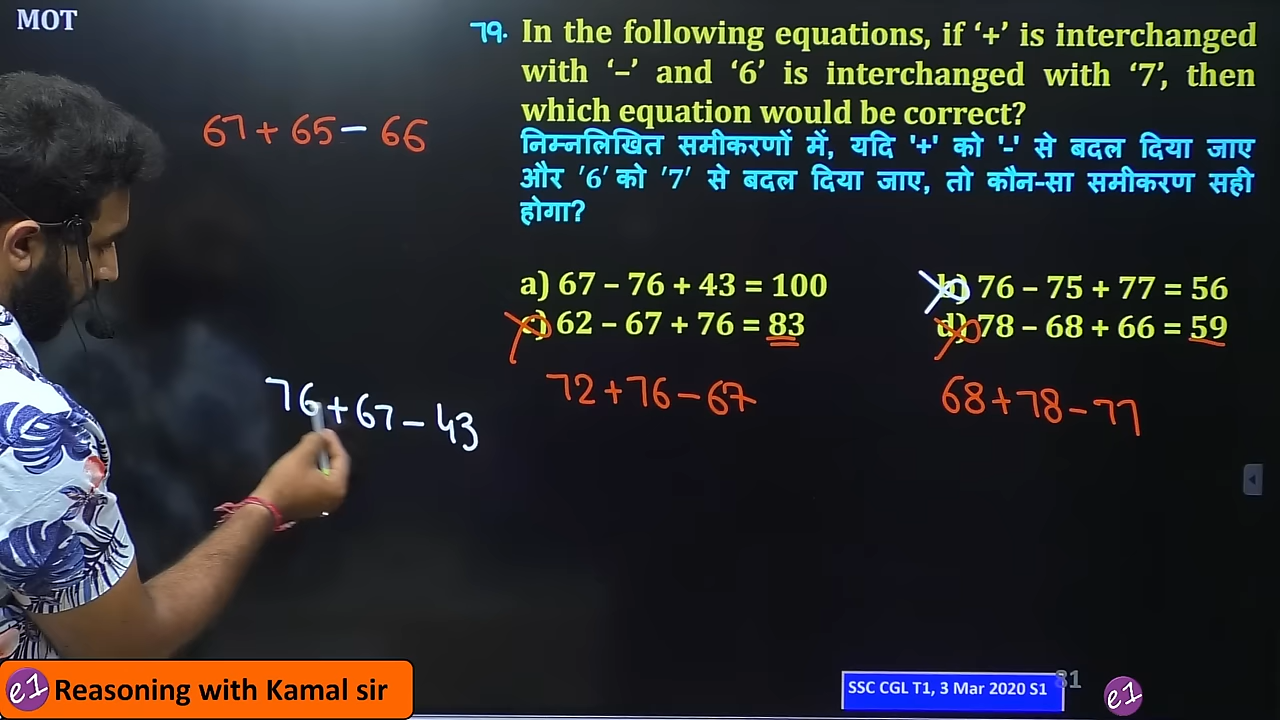 MOT
79. In the following equations, if ‘+’ is interchanged
with ‘–’ and ‘6’ is interchanged with ‘7’, then
which equation would be correct?
निम्नलिखित समीकरणों में, यदि '+' को '-' से बदल दिया जाए
और '6' को '7' से बदल दिया जाए, तो कौन-सा समीकरण सही
होगा?
67 + 65 – 66
a) 67 – 76 + 43 = 100
b) 76 – 75 + 77 = 56
c) 62 – 67 + 76 = 83
d) 78 – 68 + 66 = 59
76 + 67 – 43
72 + 76 – 67
68 + 78 – 77
e1 Reasoning with Kamal sir
SSC CGL T1, 3 Mar 2020 S1
81
e1